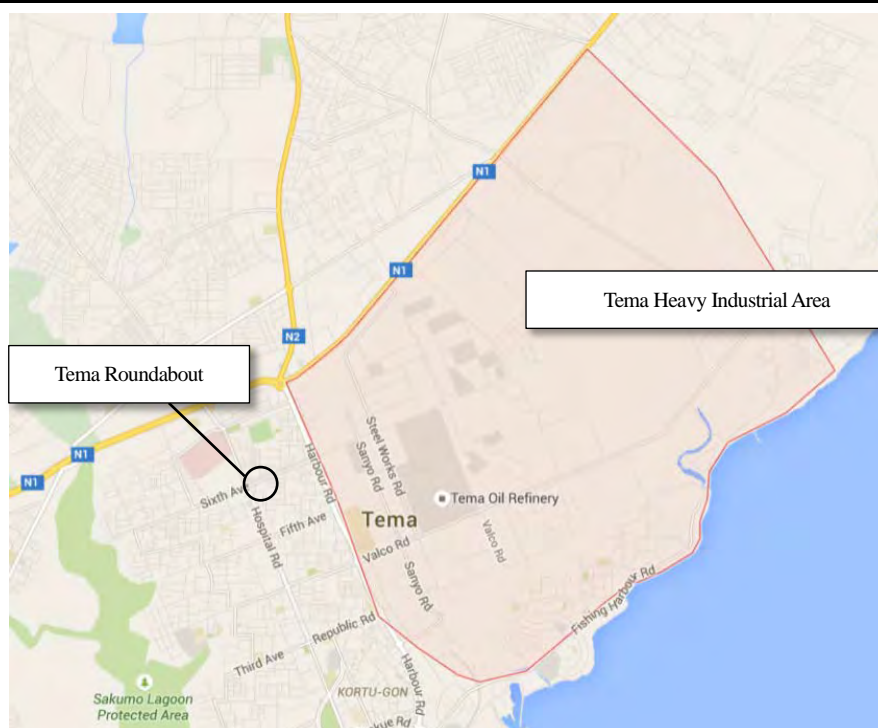 N1
N1
Tema Heavy Industrial Area
N2
Tema Roundabout
N1
N1
Harbour Rd
Steel Works Rd
Sanyo Rd
Sixth Ave
Fifth Ave
Hospital Rd
Tema
Tema Oil Refinery
Valco Rd
Valco Rd
Sanyo Rd
Fishing Harbour Rd
Republic Rd
Third Ave
Harbour Rd
KORTU-GON
Sakumo Lagoon
Protected Area